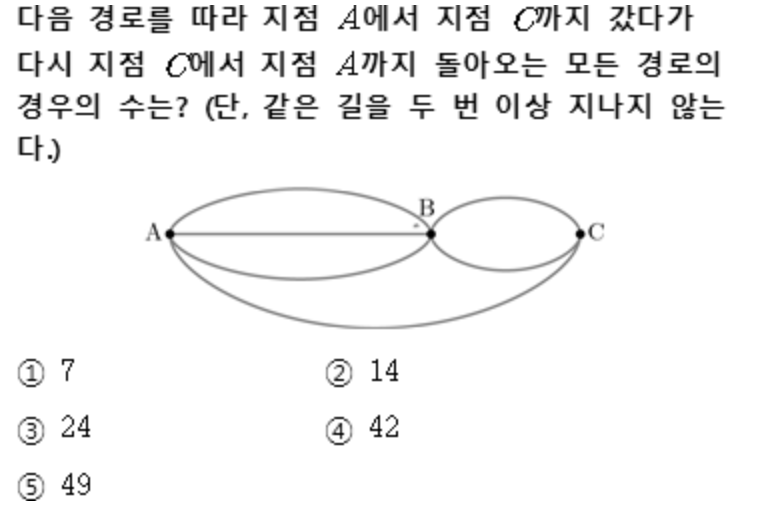 다음 경로를 따라 지점 A에서 지점 C까지 갔다가
다시 지점 C에서 지점 A까지 돌아오는 모든 경로의
경우의 수는? (단, 같은 길을 두 번 이상 지나지 않는
다.)
B
A
C
① 7 ② 14
③ 24 ④ 42
⑤ 49